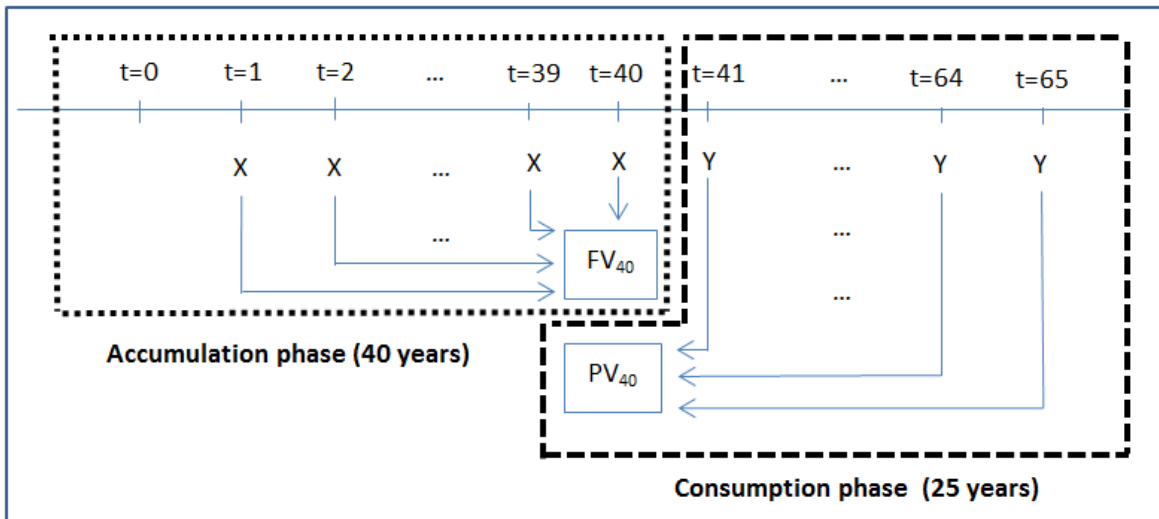 t=0 t=1 t=2 ... t=39 t=40 t=41 ... t=64 t=65
X X ... X X Y ... Y Y
... ...
FV40
...
Accumulation phase (40 years)
PV40
Consumption phase (25 years)